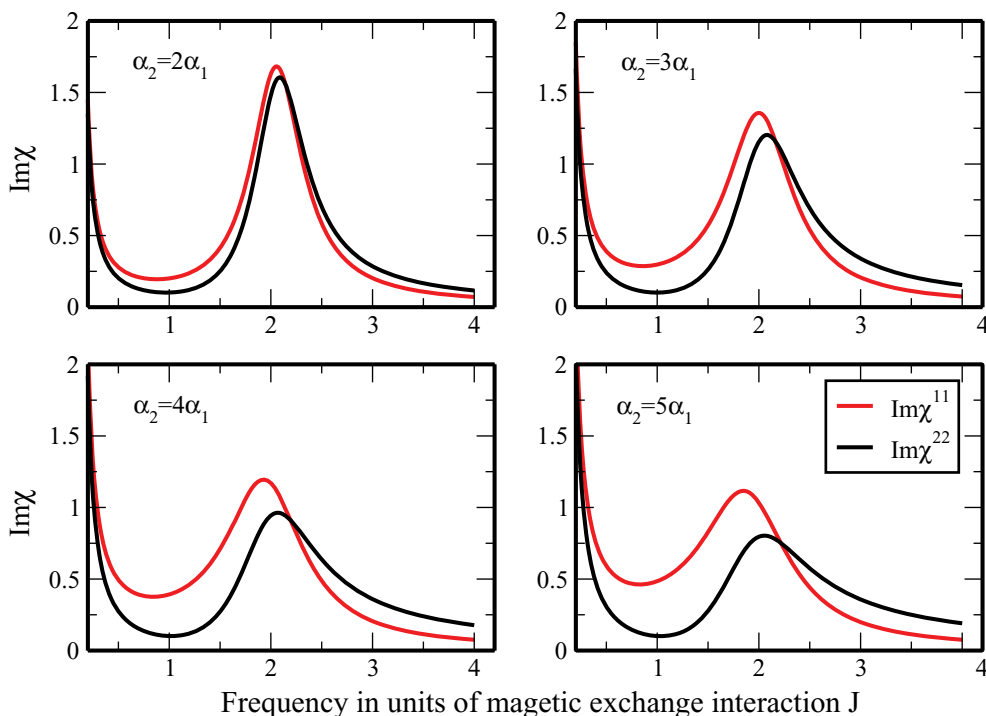 2
1.5
1
0.5
0
α2=2α1
1 2 3 4
Imχ
2
1.5
1
0.5
0
α2=3α1
1 2 3 4
2
1.5
1
0.5
0
α2=4α1
1 2 3 4
Imχ
2
1.5
1
0.5
0
α2=5α1
Imχ11
Imχ22
1 2 3 4
Frequency in units of magetic exchange interaction J